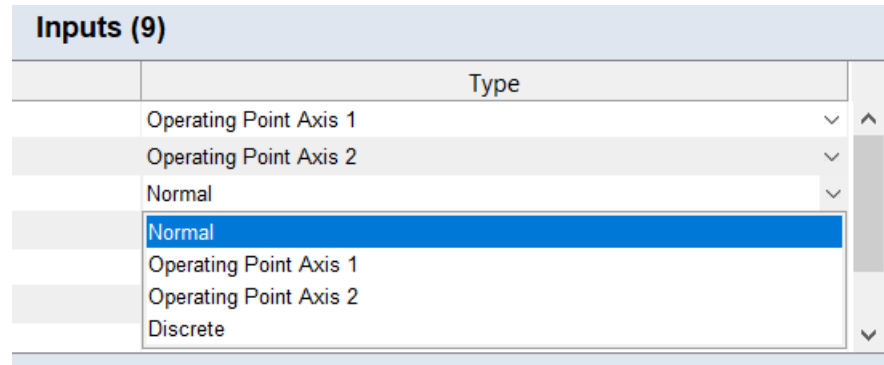 Inputs (9)
Type
Operating Point Axis 1
Operating Point Axis 2
Normal
Normal
Operating Point Axis 1
Operating Point Axis 2
Discrete